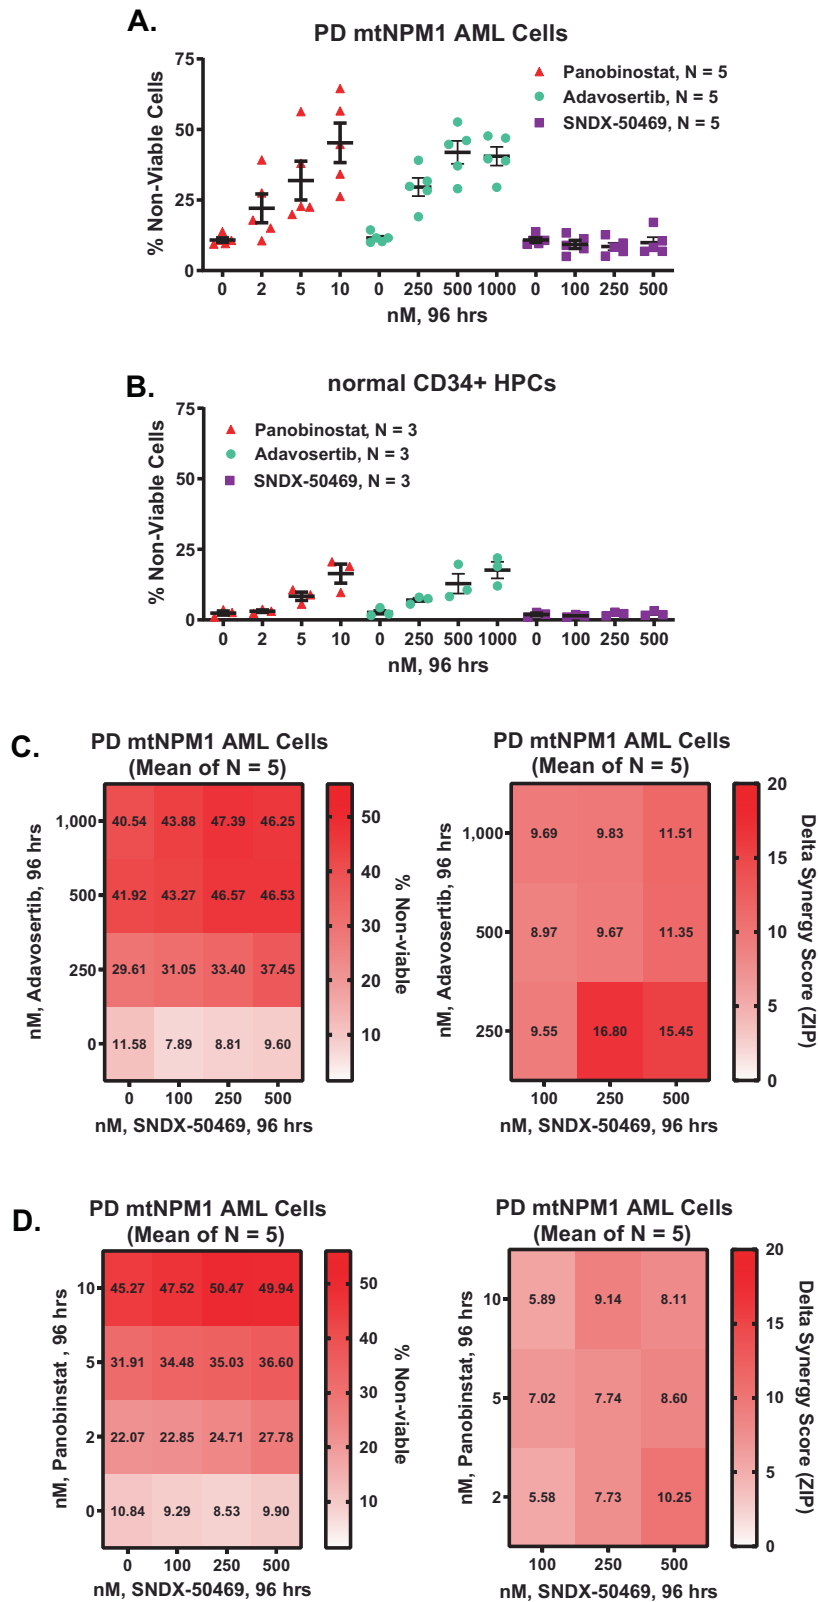 A.
PD mtNPM1 AML Cells
% Non-Viable Cells
75
50
25
0
Panobinostat, N = 5
Adavosertib, N = 5
SNDX-50469, N = 5
0 2 5 10 0 250 500 1000 0 100 250 500
nM, 96 hrs
B.
normal CD34+ HPCs
% Non-Viable Cells
75
50
25
0
Panobinostat, N = 3
Adavosertib, N = 3
SNDX-50469, N = 3
0 2 5 10 0 250 500 1000 0 100 250 500
nM, 96 hrs
C.
PD mtNPM1 AML Cells
(Mean of N = 5)
nM, Adavosertib, 96 hrs
1,000 40.54 43.88 47.39 46.25
500 41.92 43.27 46.57 46.53
250 29.61 31.05 33.40 37.45
0 11.58 7.89 8.81 9.60
0 100 250 500
nM, SNDX-50469, 96 hrs
50
40
30
20
10
% Non-viable
PD mtNPM1 AML Cells
(Mean of N = 5)
nM, Adavosertib, 96 hrs
1,000 9.69 9.83 11.51
500 8.97 9.67 11.35
250 9.55 16.80 15.45
100 250 500
nM, SNDX-50469, 96 hrs
20
15
10
5
0
Delta Synergy Score (ZIP)
D.
PD mtNPM1 AML Cells
(Mean of N = 5)
nM, Panobinstat , 96 hrs
10 45.27 47.52 50.47 49.94
5 31.91 34.48 35.03 36.60
2 22.07 22.85 24.71 27.78
0 10.84 9.29 8.53 9.90
0 100 250 500
nM, SNDX-50469, 96 hrs
50
40
30
20
10
% Non-viable
PD mtNPM1 AML Cells
(Mean of N = 5)
nM, Panobinstat, 96 hrs
10 5.89 9.14 8.11
5 7.02 7.74 8.60
2 5.58 7.73 10.25
100 250 500
nM, SNDX-50469, 96 hrs
20
15
10
5
0
Delta Synergy Score (ZIP)